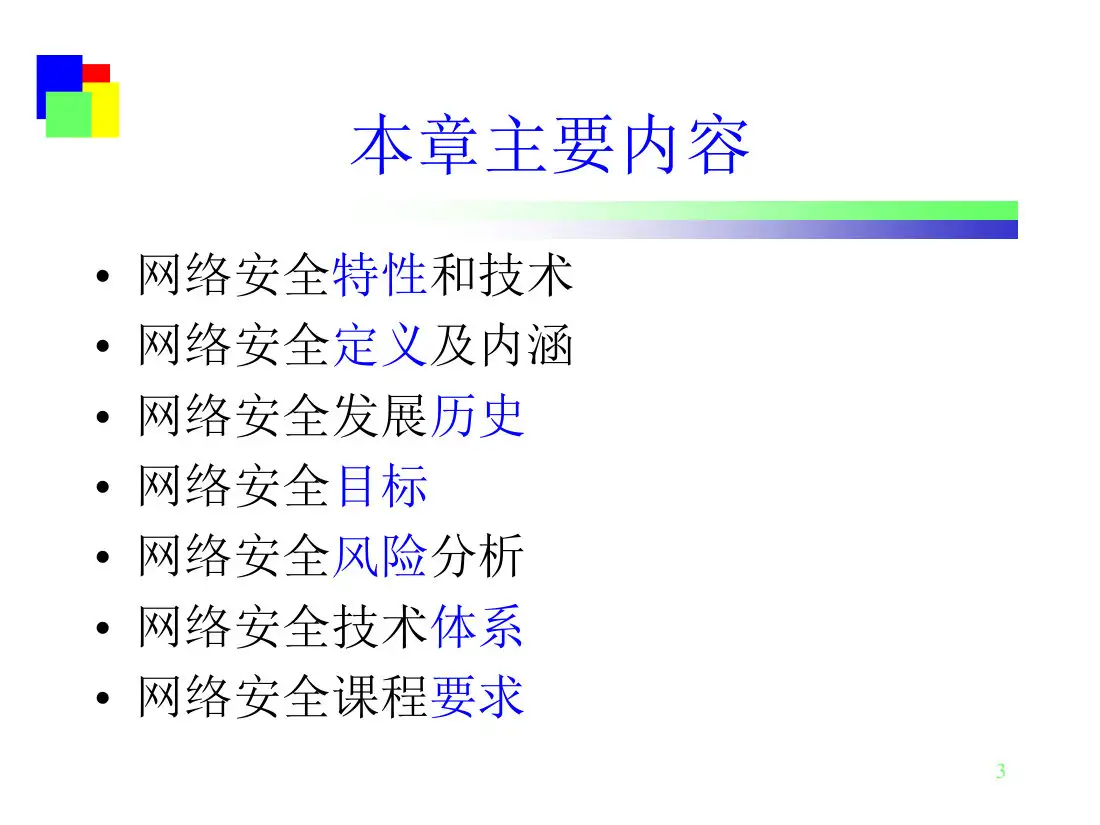 本章主要内容
• 网络安全特性和技术
• 网络安全定义及内涵
• 网络安全发展历史
• 网络安全目标
• 网络安全风险分析
• 网络安全技术体系
• 网络安全课程要求
3